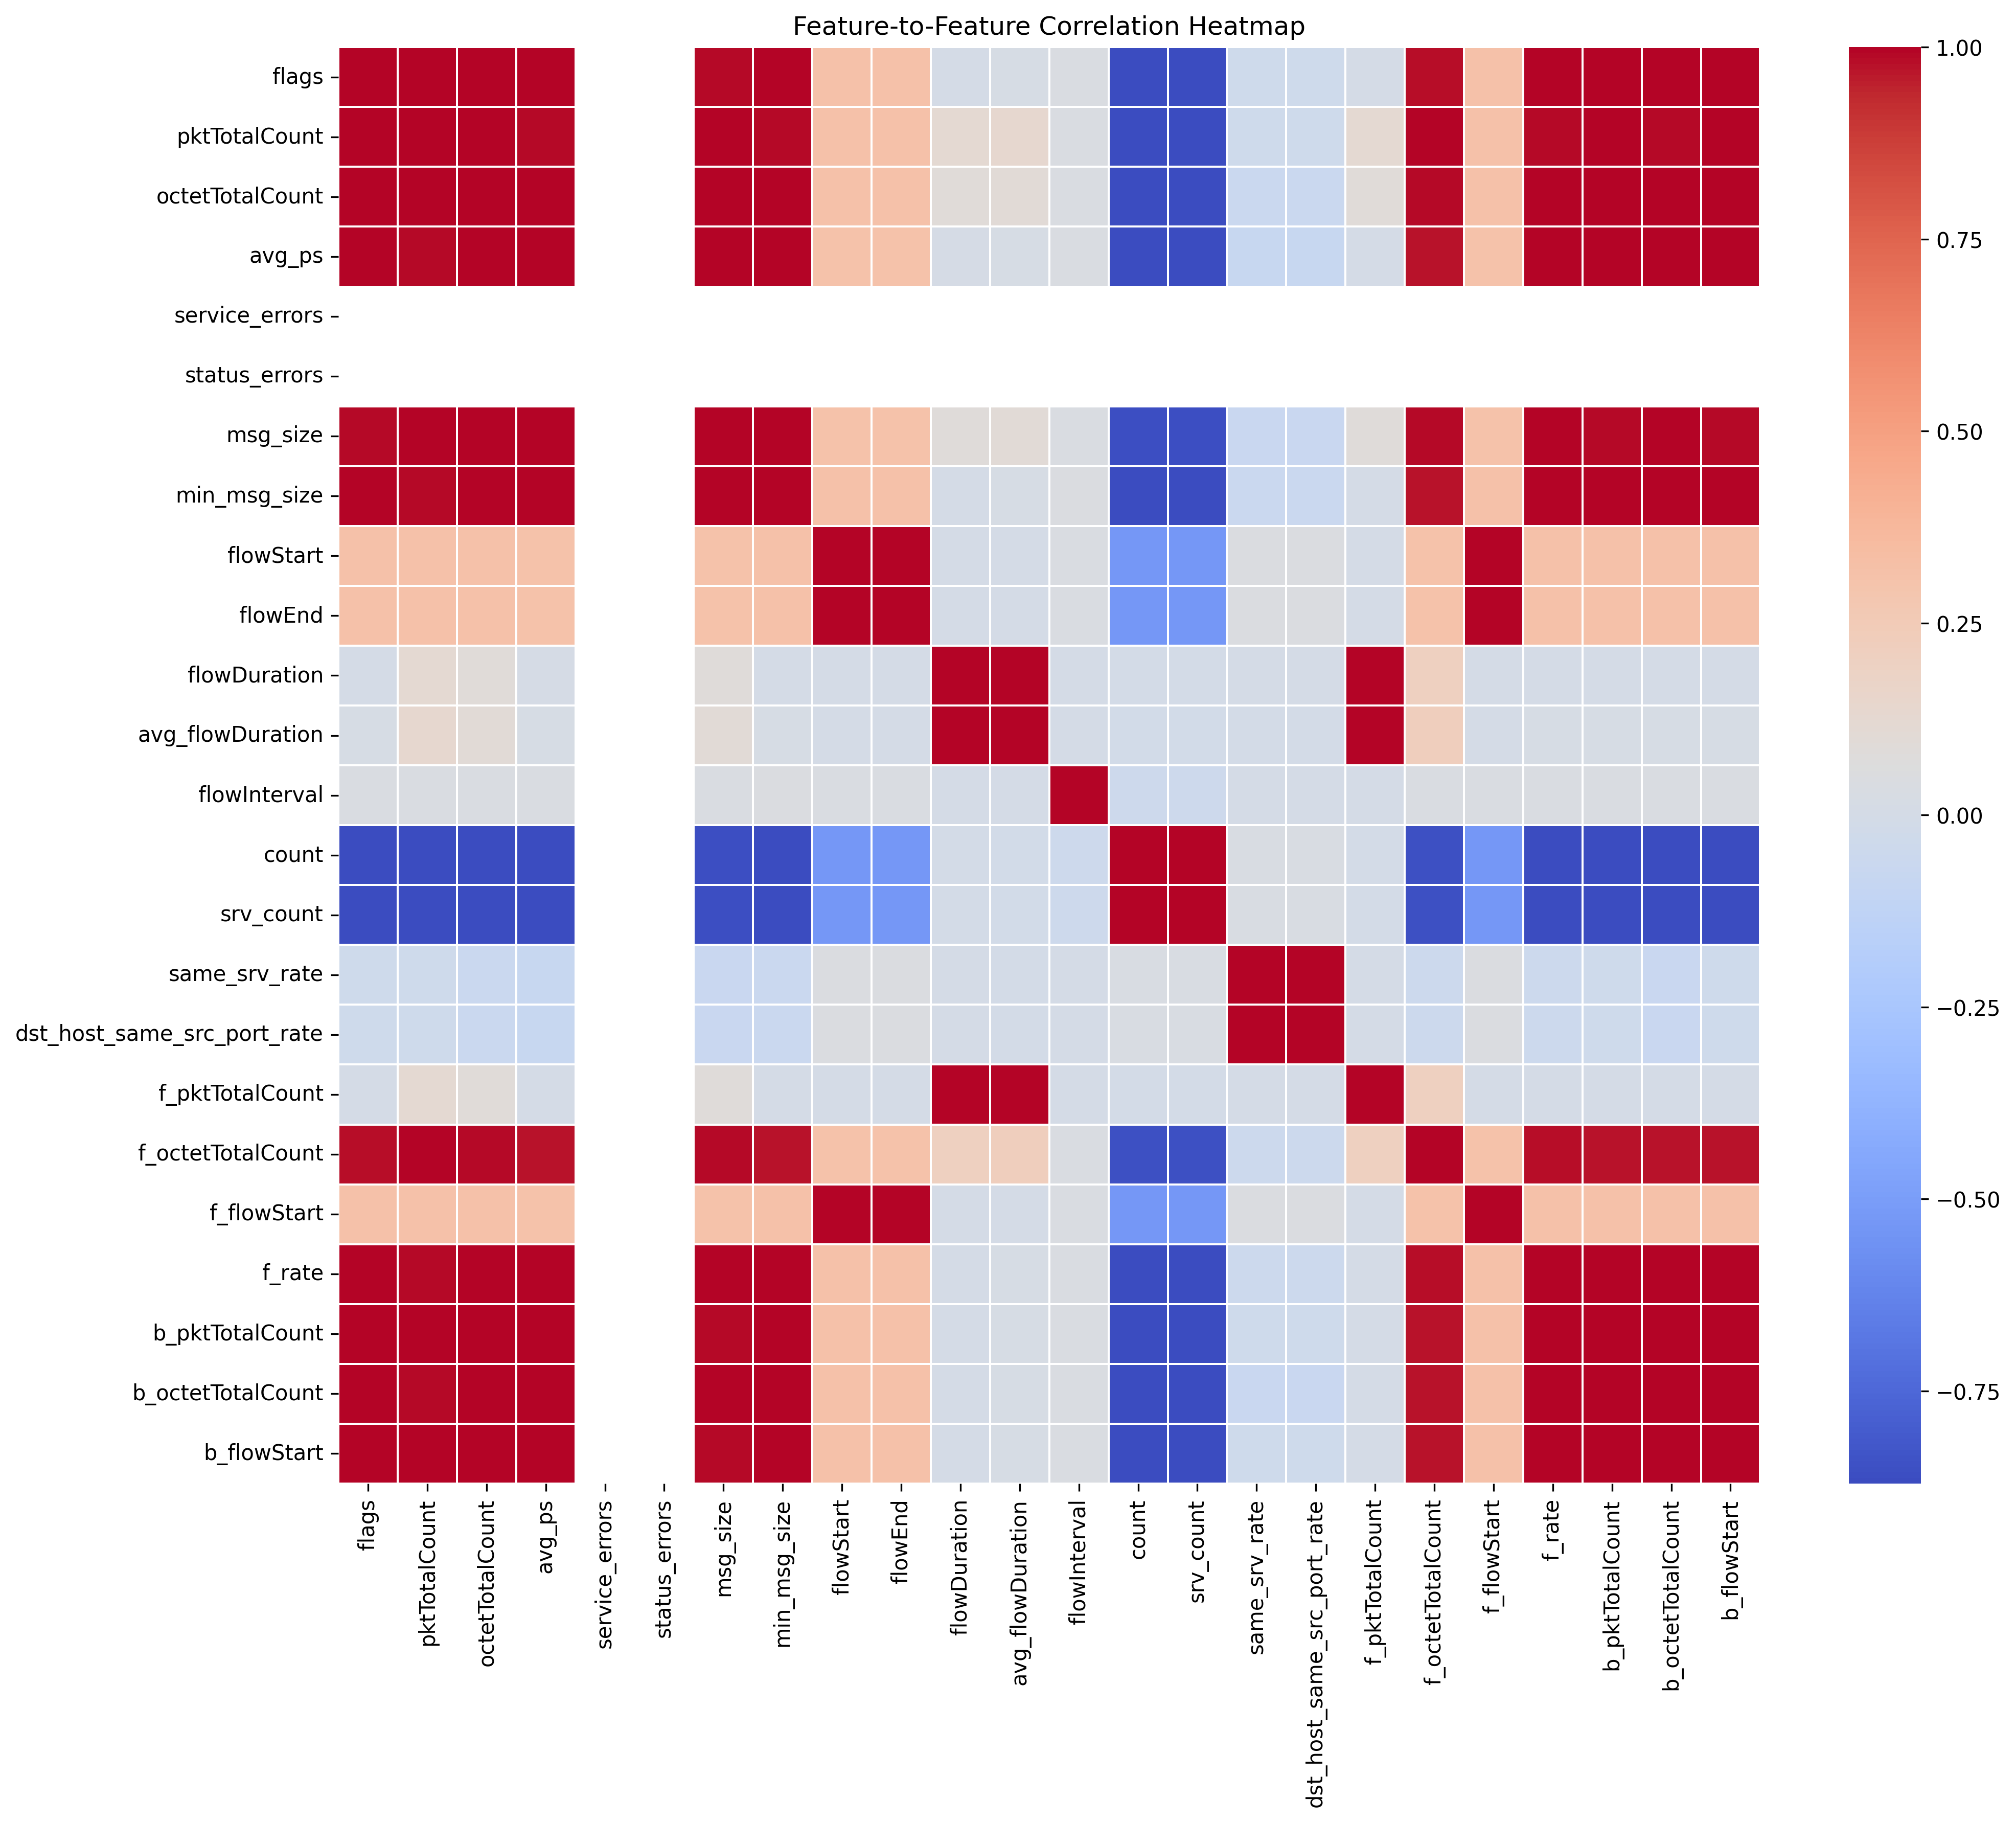 Feature-to-Feature Correlation Heatmap
flags
pktTotalCount
octetTotalCount
avg_ps
service_errors
status_errors
msg_size
min_msg_size
flowStart
flowEnd
flowDuration
avg_flowDuration
flowInterval
count
srv_count
same_srv_rate
dst_host_same_src_port_rate
f_pktTotalCount
f_octetTotalCount
f_flowStart
f_rate
b_pktTotalCount
b_octetTotalCount
b_flowStart
flags
pktTotalCount
octetTotalCount
avg_ps
service_errors
status_errors
msg_size
min_msg_size
flowStart
flowEnd
flowDuration
avg_flowDuration
flowInterval
count
srv_count
same_srv_rate
dst_host_same_src_port_rate
f_pktTotalCount
f_octetTotalCount
f_flowStart
f_rate
b_pktTotalCount
b_octetTotalCount
b_flowStart
1.00
0.75
0.50
0.25
0.00
−0.25
−0.50
−0.75